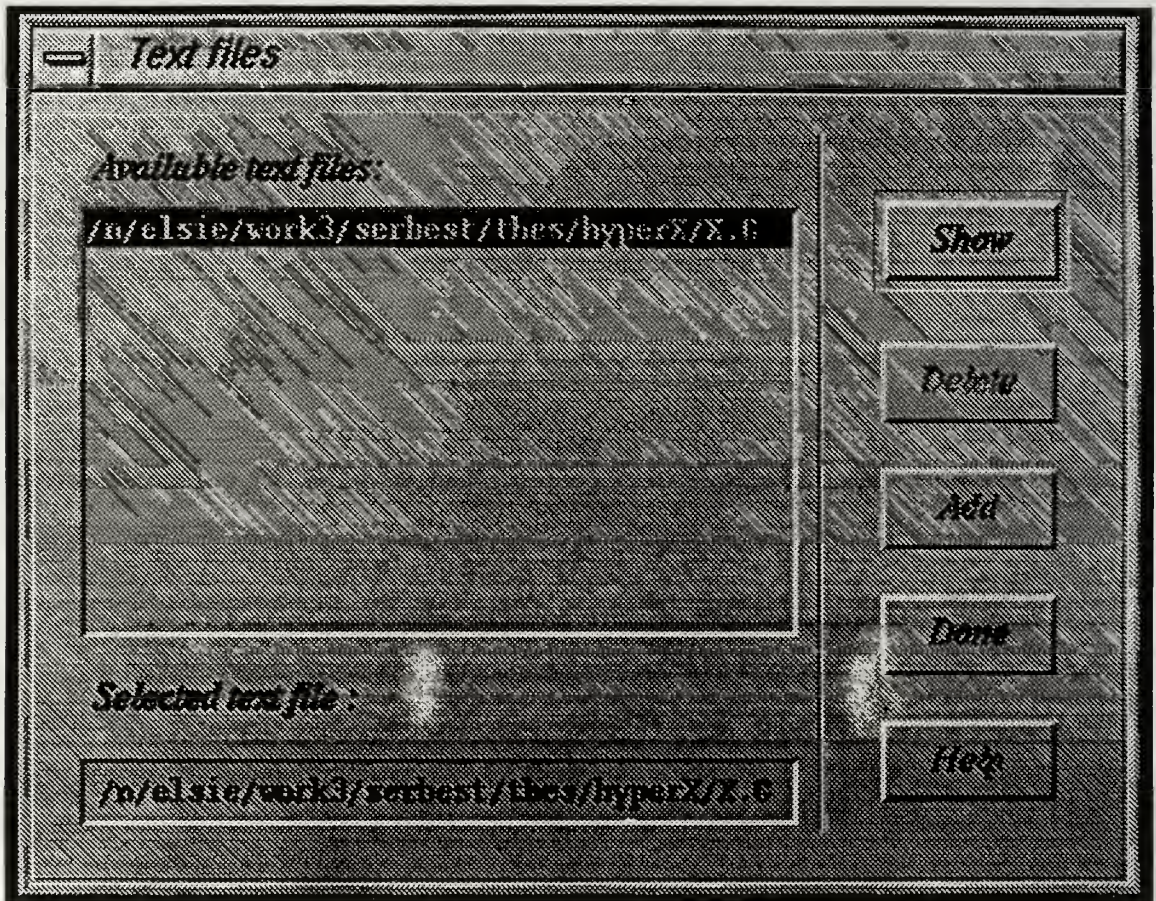 Text files
Available text files:
/n/elsie/work3/serbest/thes/hyperX/X.G
Show
Delete
Add
Done
Selected text file :
Help
/n/elsie/work3/serbest/thes/hyperX/X.G